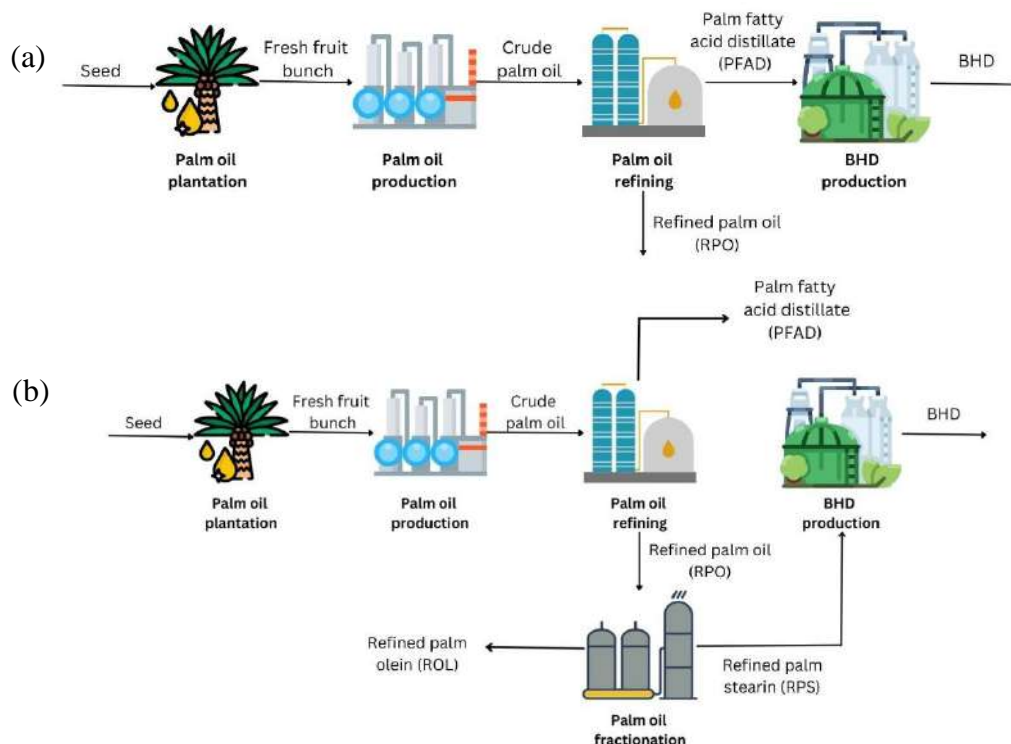 (a)
Seed
Palm oil
plantation
Fresh fruit
bunch
Palm oil
production
Crude
palm oil
Palm oil
refining
Palm fatty
acid distillate
(PFAD)
BHD
production
BHD
Refined palm oil
(RPO)
Palm fatty
acid distillate
(PFAD)
(b)
Seed
Palm oil
plantation
Fresh fruit
bunch
Palm oil
production
Crude
palm oil
Palm oil
refining
BHD
production
BHD
Refined palm oil
(RPO)
Refined palm
olein (ROL)
Refined palm
stearin (RPS)
Palm oil
fractionation